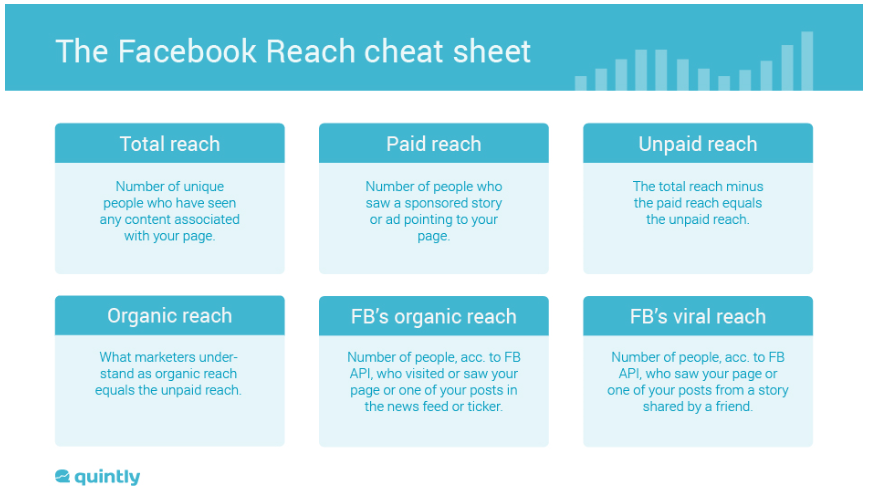 The Facebook Reach cheat sheet
Total reach
Number of unique
people who have seen
any content associated
with your page.
Paid reach
Number of people who
saw a sponsored story
or ad pointing to your
page.
Unpaid reach
The total reach minus
the paid reach equals
the unpaid reach.
Organic reach
What marketers under-
stand as organic reach
equals the unpaid reach.
FB's organic reach
Number of people, acc. to FB
API, who visited or saw your
page or one of your posts in
the news feed or ticker.
FB's viral reach
Number of people, acc. to FB
API, who saw your page or
one of your posts from a story
shared by a friend.
quintly